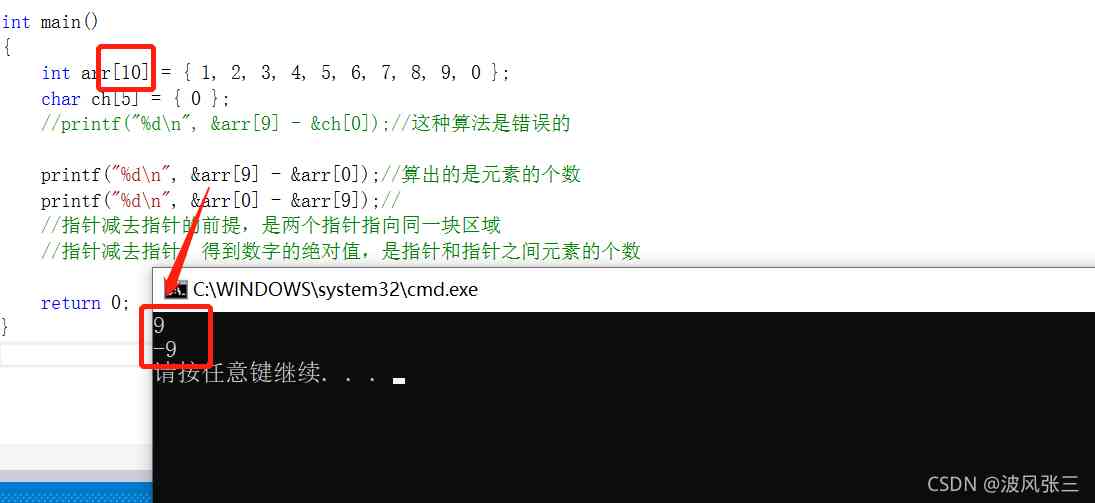 int main()
{
int arr[10] = { 1, 2, 3, 4, 5, 6, 7, 8, 9, 0 };
char ch[5] = { 0 };
//printf("%d\n", &arr[9] - &ch[0]);//这种算法是错误的
printf("%d\n", &arr[9] - &arr[0]);//算出的是元素的个数
printf("%d\n", &arr[0] - &arr[9]);//
//指针减去指针的前提，是两个指针指向同一块区域
//指针减去指针，得到数字的绝对值，是指针和指针之间元素的个数
return 0;
}
C:\WINDOWS\system32\cmd.exe
9
-9
请按任意键继续. . .
CSDN @波风张三